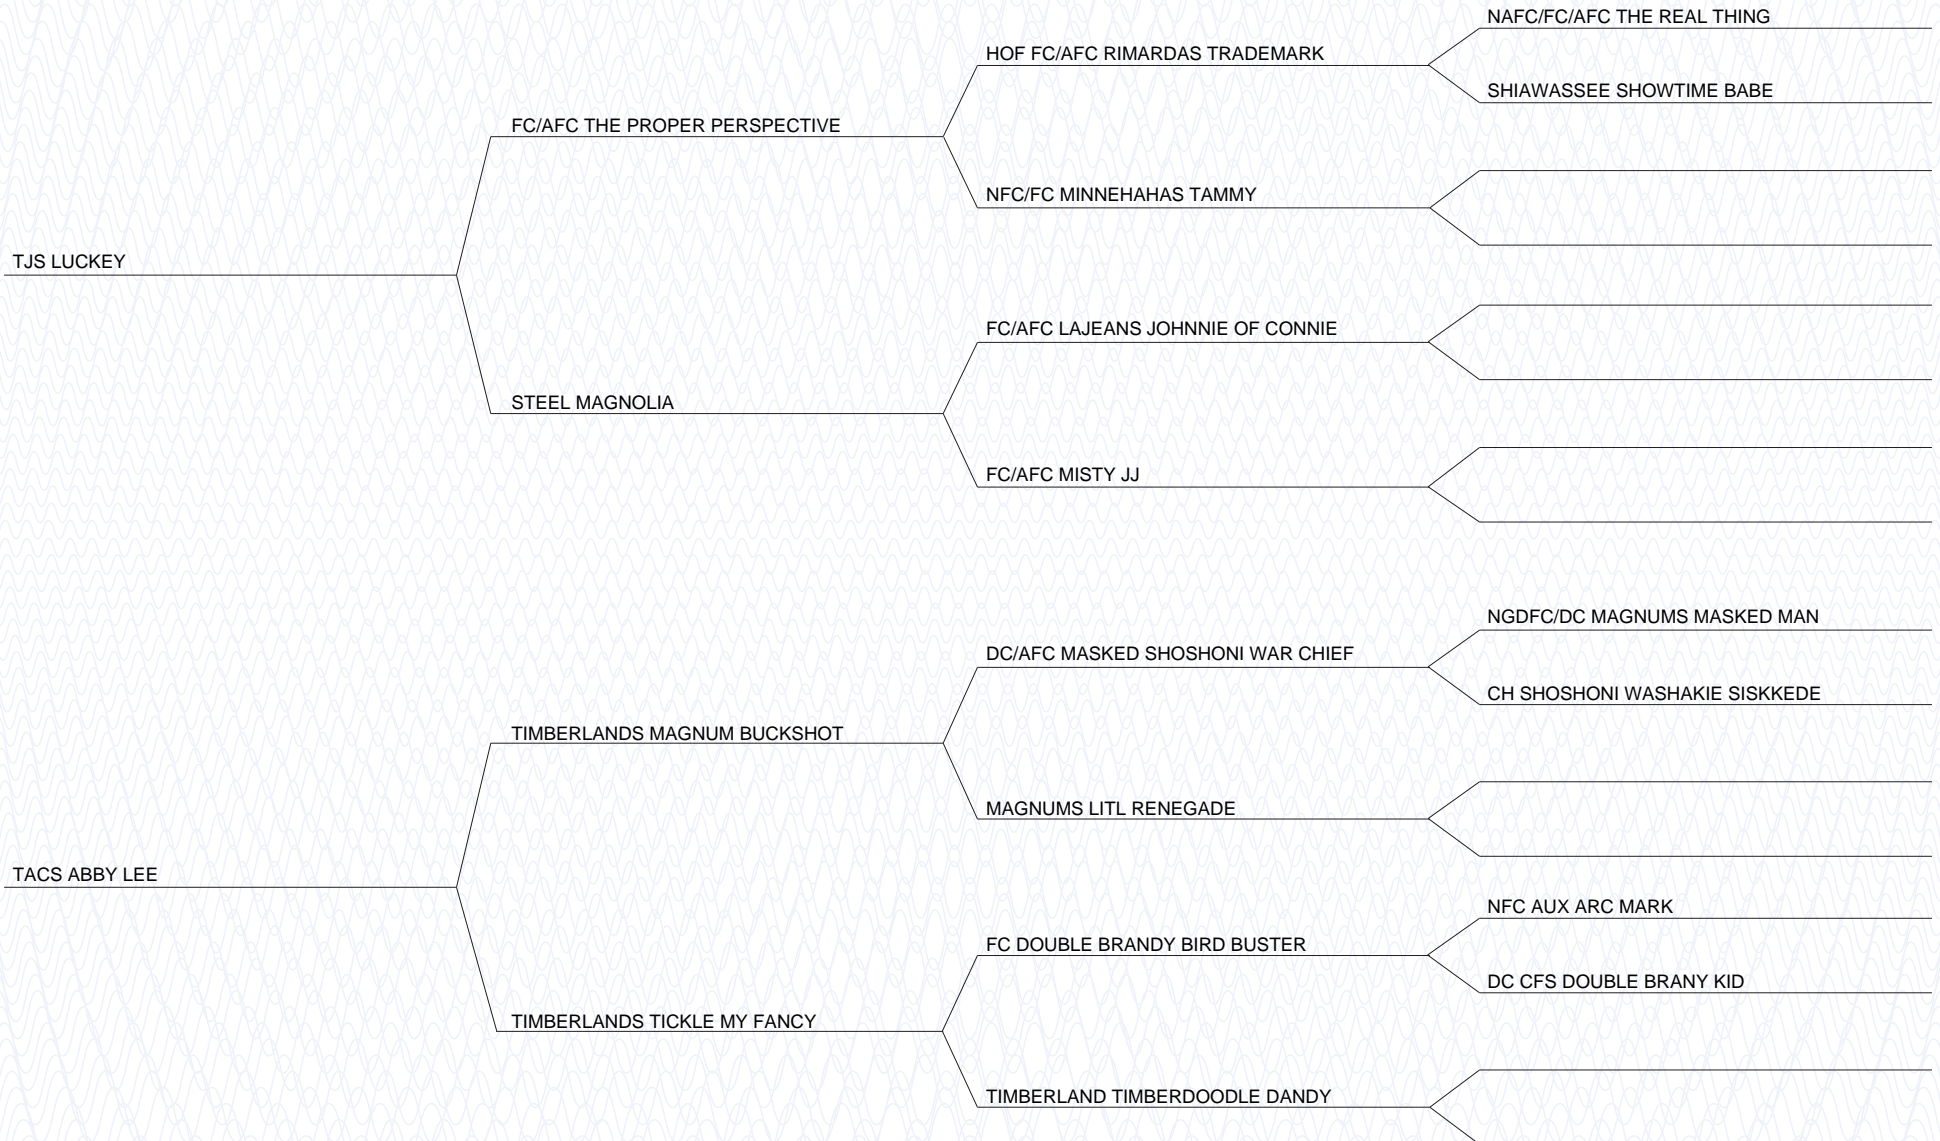 NAFC/FC/AFC THE REAL THING
HOF FC/AFC RIMARDAS TRADEMARK
SHIAWASSEE SHOWTIME BABE
FC/AFC THE PROPER PERSPECTIVE
NFC/FC MINNEHAHAS TAMMY
TJS LUCKEY
FC/AFC LAJEANS JOHNNIE OF CONNIE
STEEL MAGNOLIA
FC/AFC MISTY JJ
NGDFC/DC MAGNUMS MASKED MAN
DC/AFC MASKED SHOSHONI WAR CHIEF
CH SHOSHONI WASHAKIE SISKKEDE
TIMBERLANDS MAGNUM BUCKSHOT
MAGNUMS LITL RENEGADE
TACS ABBY LEE
NFC AUX ARC MARK
FC DOUBLE BRANDY BIRD BUSTER
DC CFS DOUBLE BRANY KID
TIMBERLANDS TICKLE MY FANCY
TIMBERLAND TIMBERDOODLE DANDY